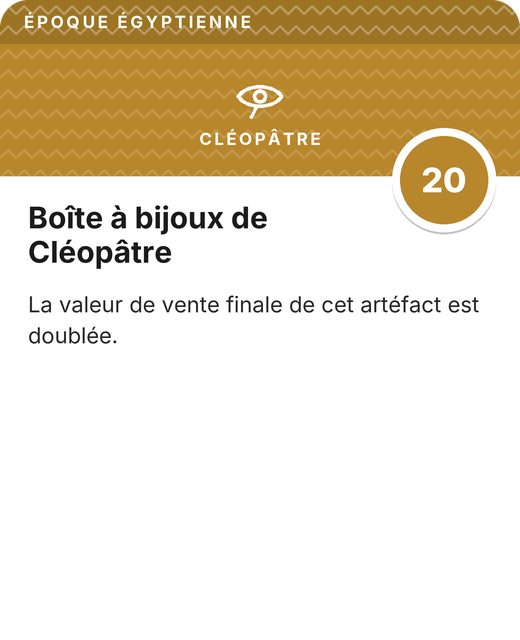 ÉPOQUE ÉGYPTIENNE
CLÉOPÂTRE
20
Boîte à bijoux de
Cléopâtre
La valeur de vente finale de cet artéfact est
doublée.